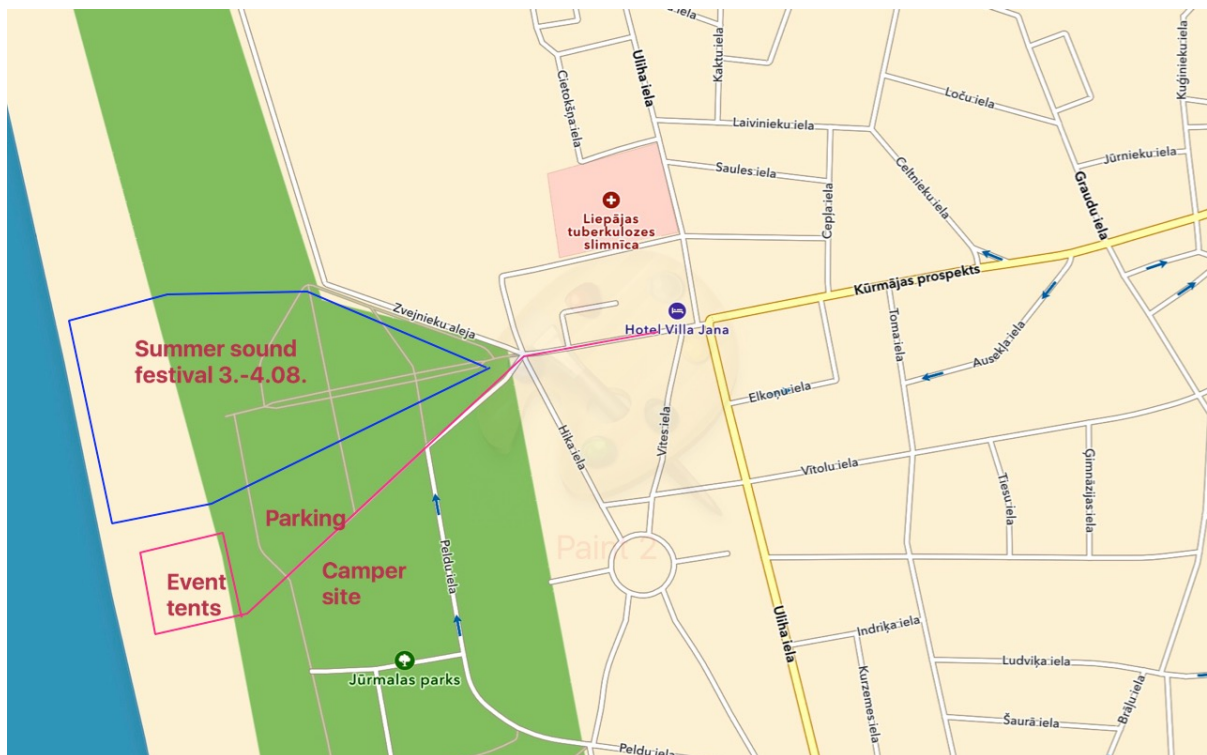 Uliha iela
Kaktu iela
Kuģinieku iela
Cietokšņa iela
Loču iela
Laivinieku iela
Jūrnieku iela
Saules iela
Celtnieku iela
Cepļa iela
Graudu iela
Liepājas
tuberkulozes
slimnīca
Kūrmājas prospekts
Zvejnieku aleja
Hotel Villa Jana
Toma iela
Ausekļa iela
Summer sound
festival 3.-4.08.
Elkoņu iela
Hika iela
Vites iela
Vītolu iela
Tiesu iela
Ģimnāzijas iela
Parking
Peldu iela
Paint 2
Camper
site
Event
tents
Uliha iela
Indriķa iela
Ludviķa iela
Kurzemes iela
Brāļu iela
Jūrmalas parks
Šaurā iela
Peldu iela